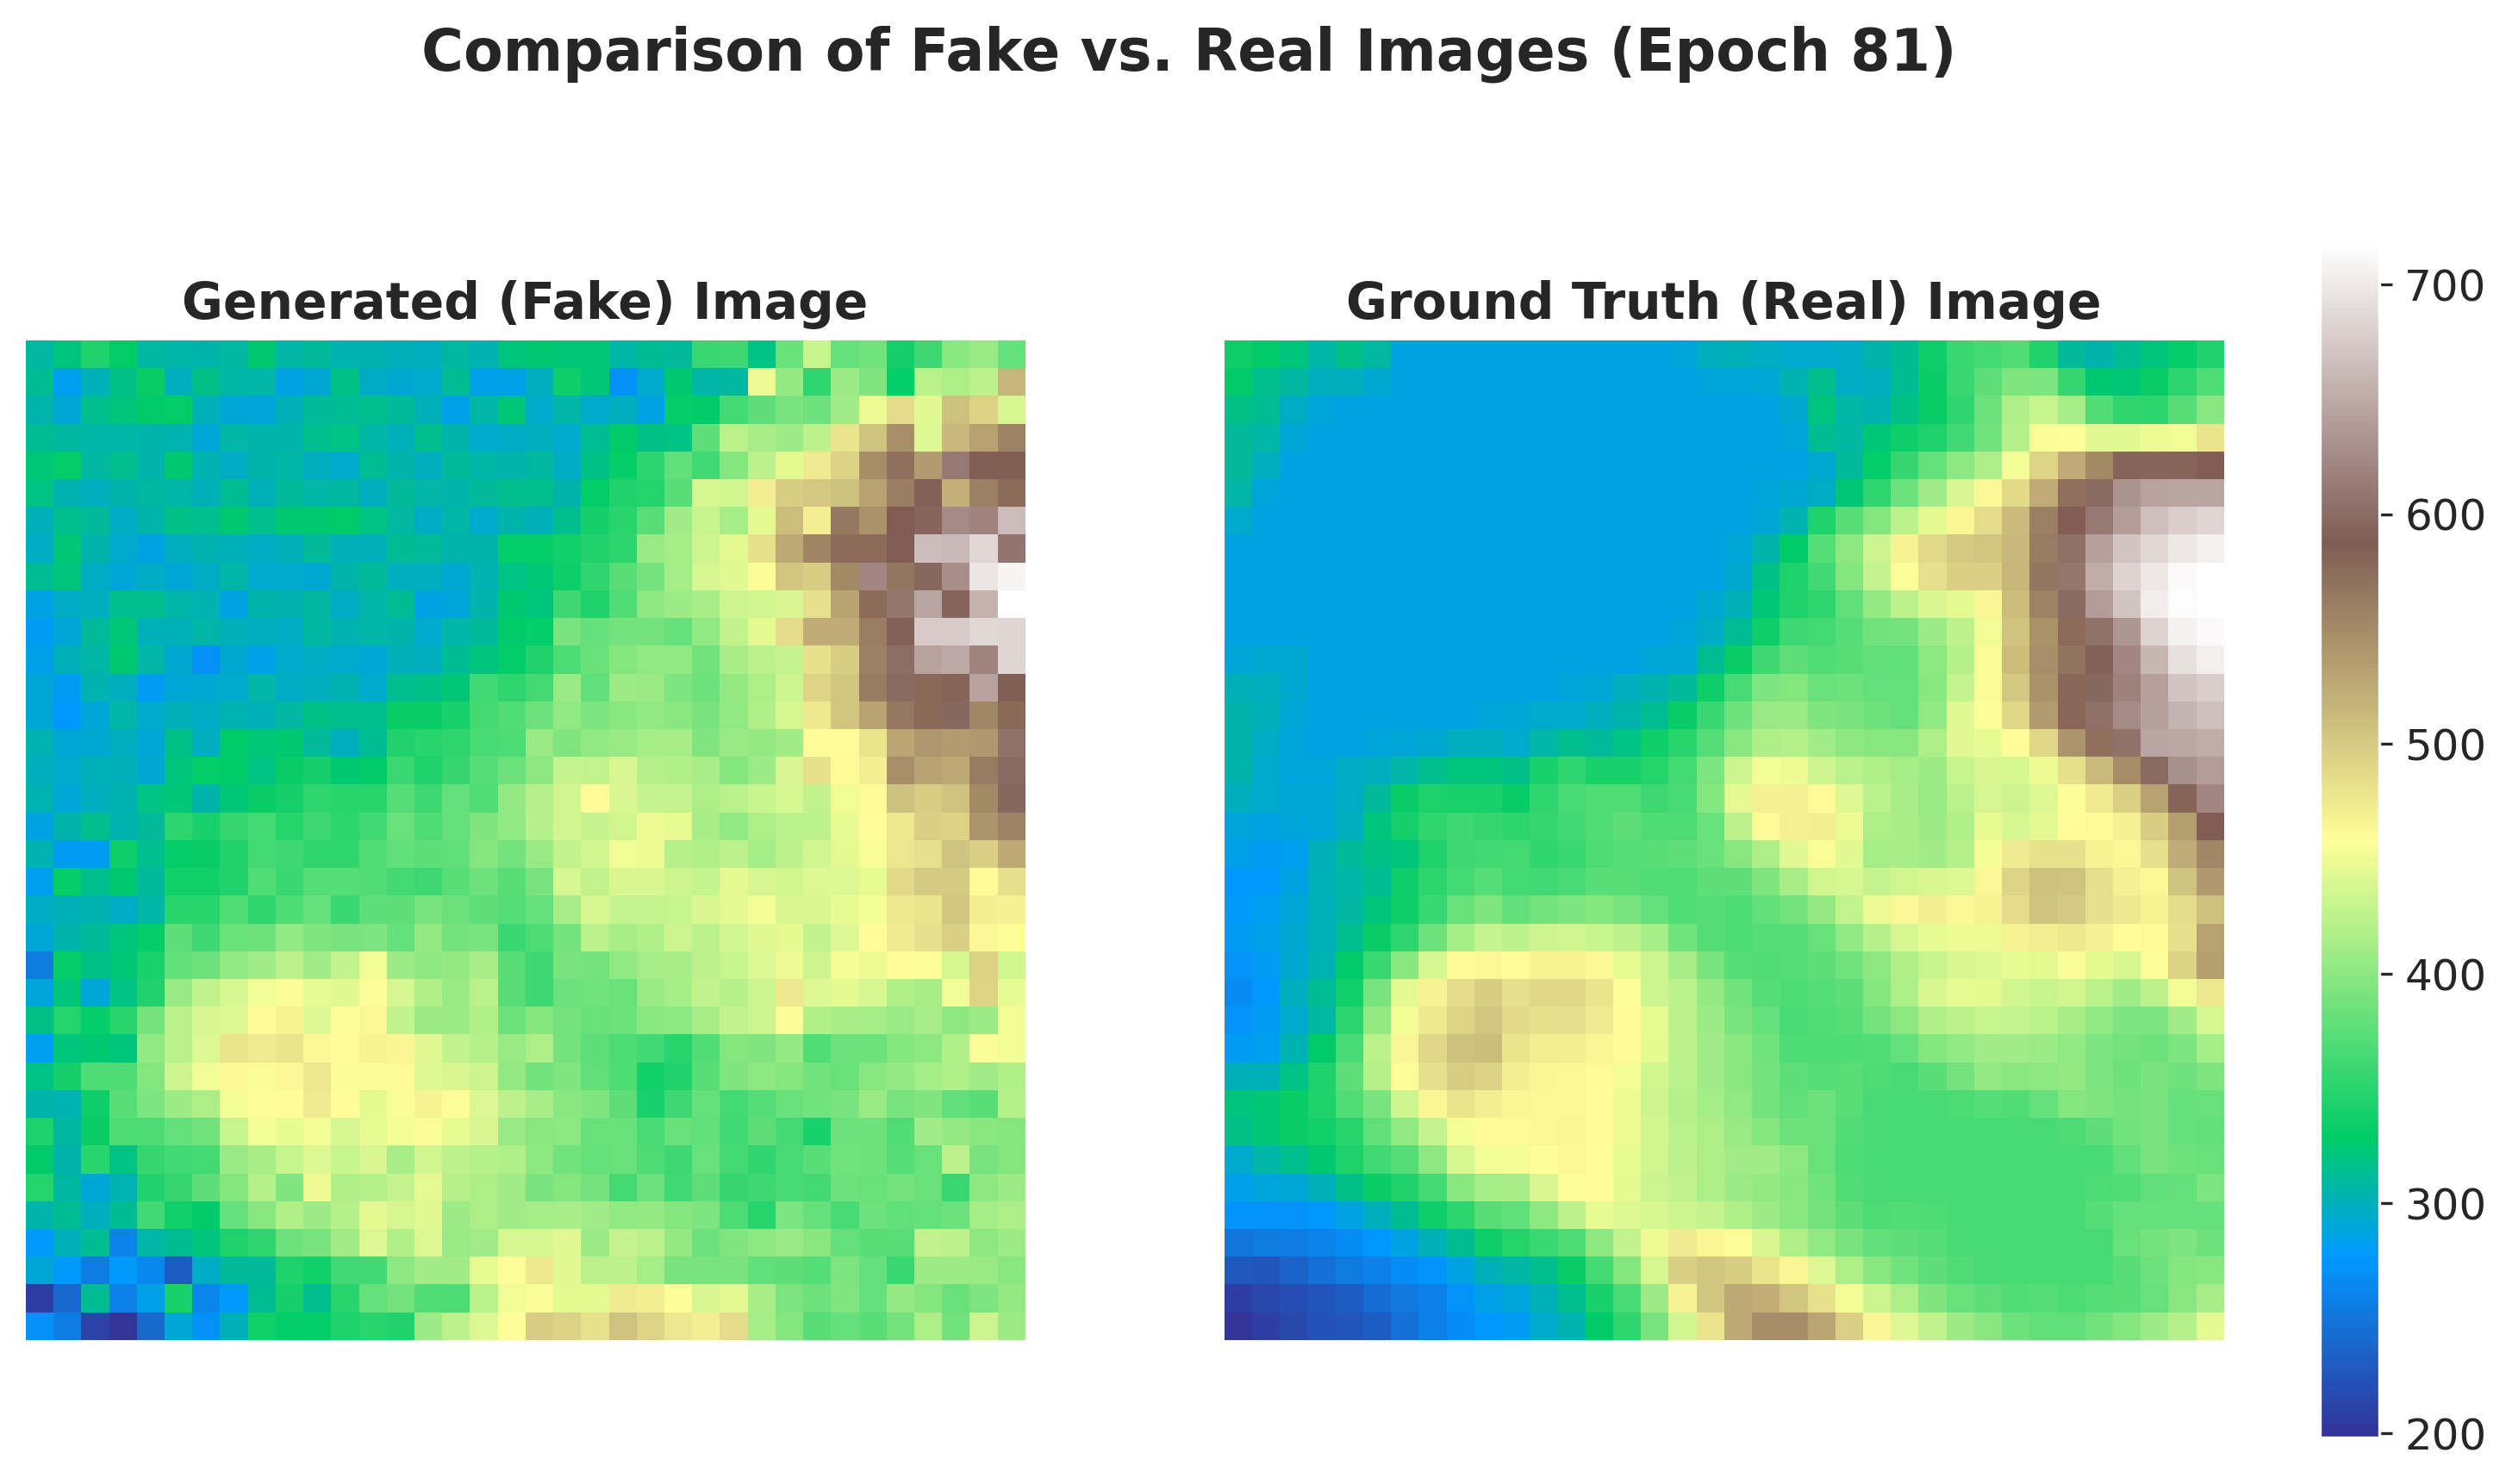 Comparison of Fake vs. Real Images (Epoch 81)
Generated (Fake) Image
Ground Truth (Real) Image
700
600
500
400
300
200